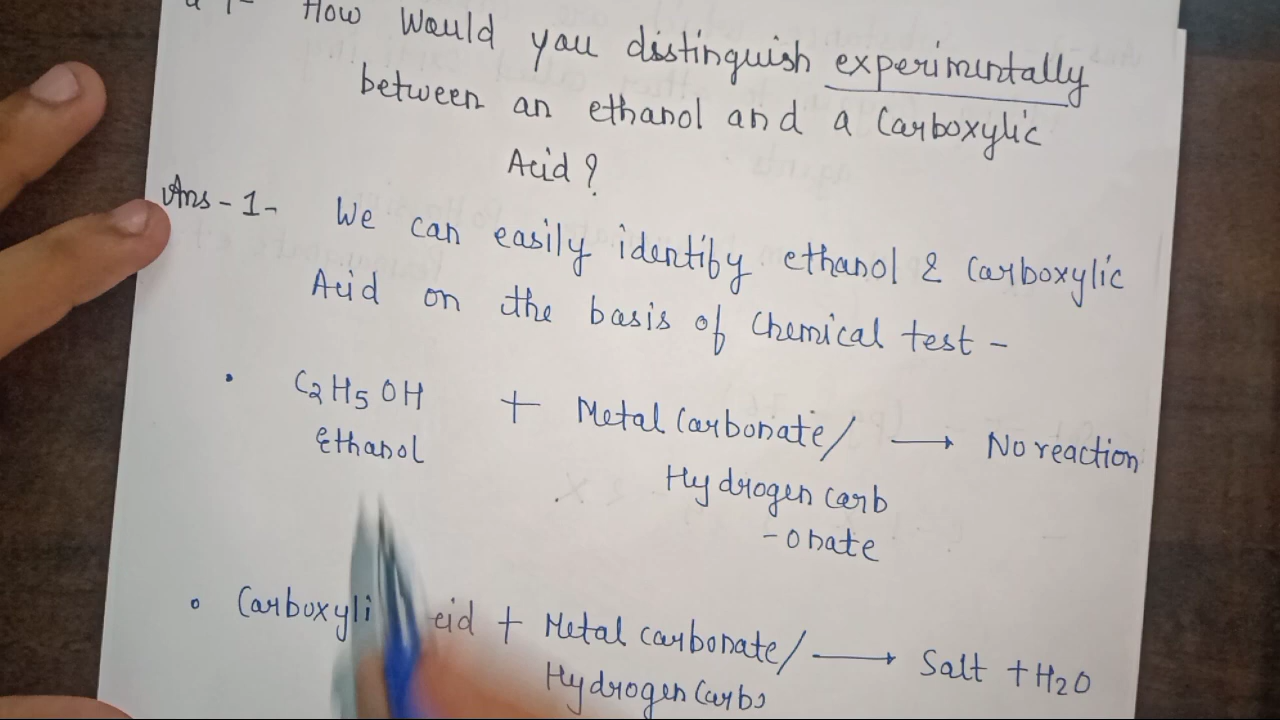 1- How would you distinguish experimentally
between an ethanol and a Carboxylic
Acid ?
Ans - 1 - We can easily identify ethanol & Carboxylic
Acid on the basis of Chemical test -
• C2H5OH + Metal Carbonate/ → No reaction
Ethanol Hydrogen carb
- onate
• Carboxyli eid + Metal carbonate/ → Salt + H2O
Hydrogen Carbo